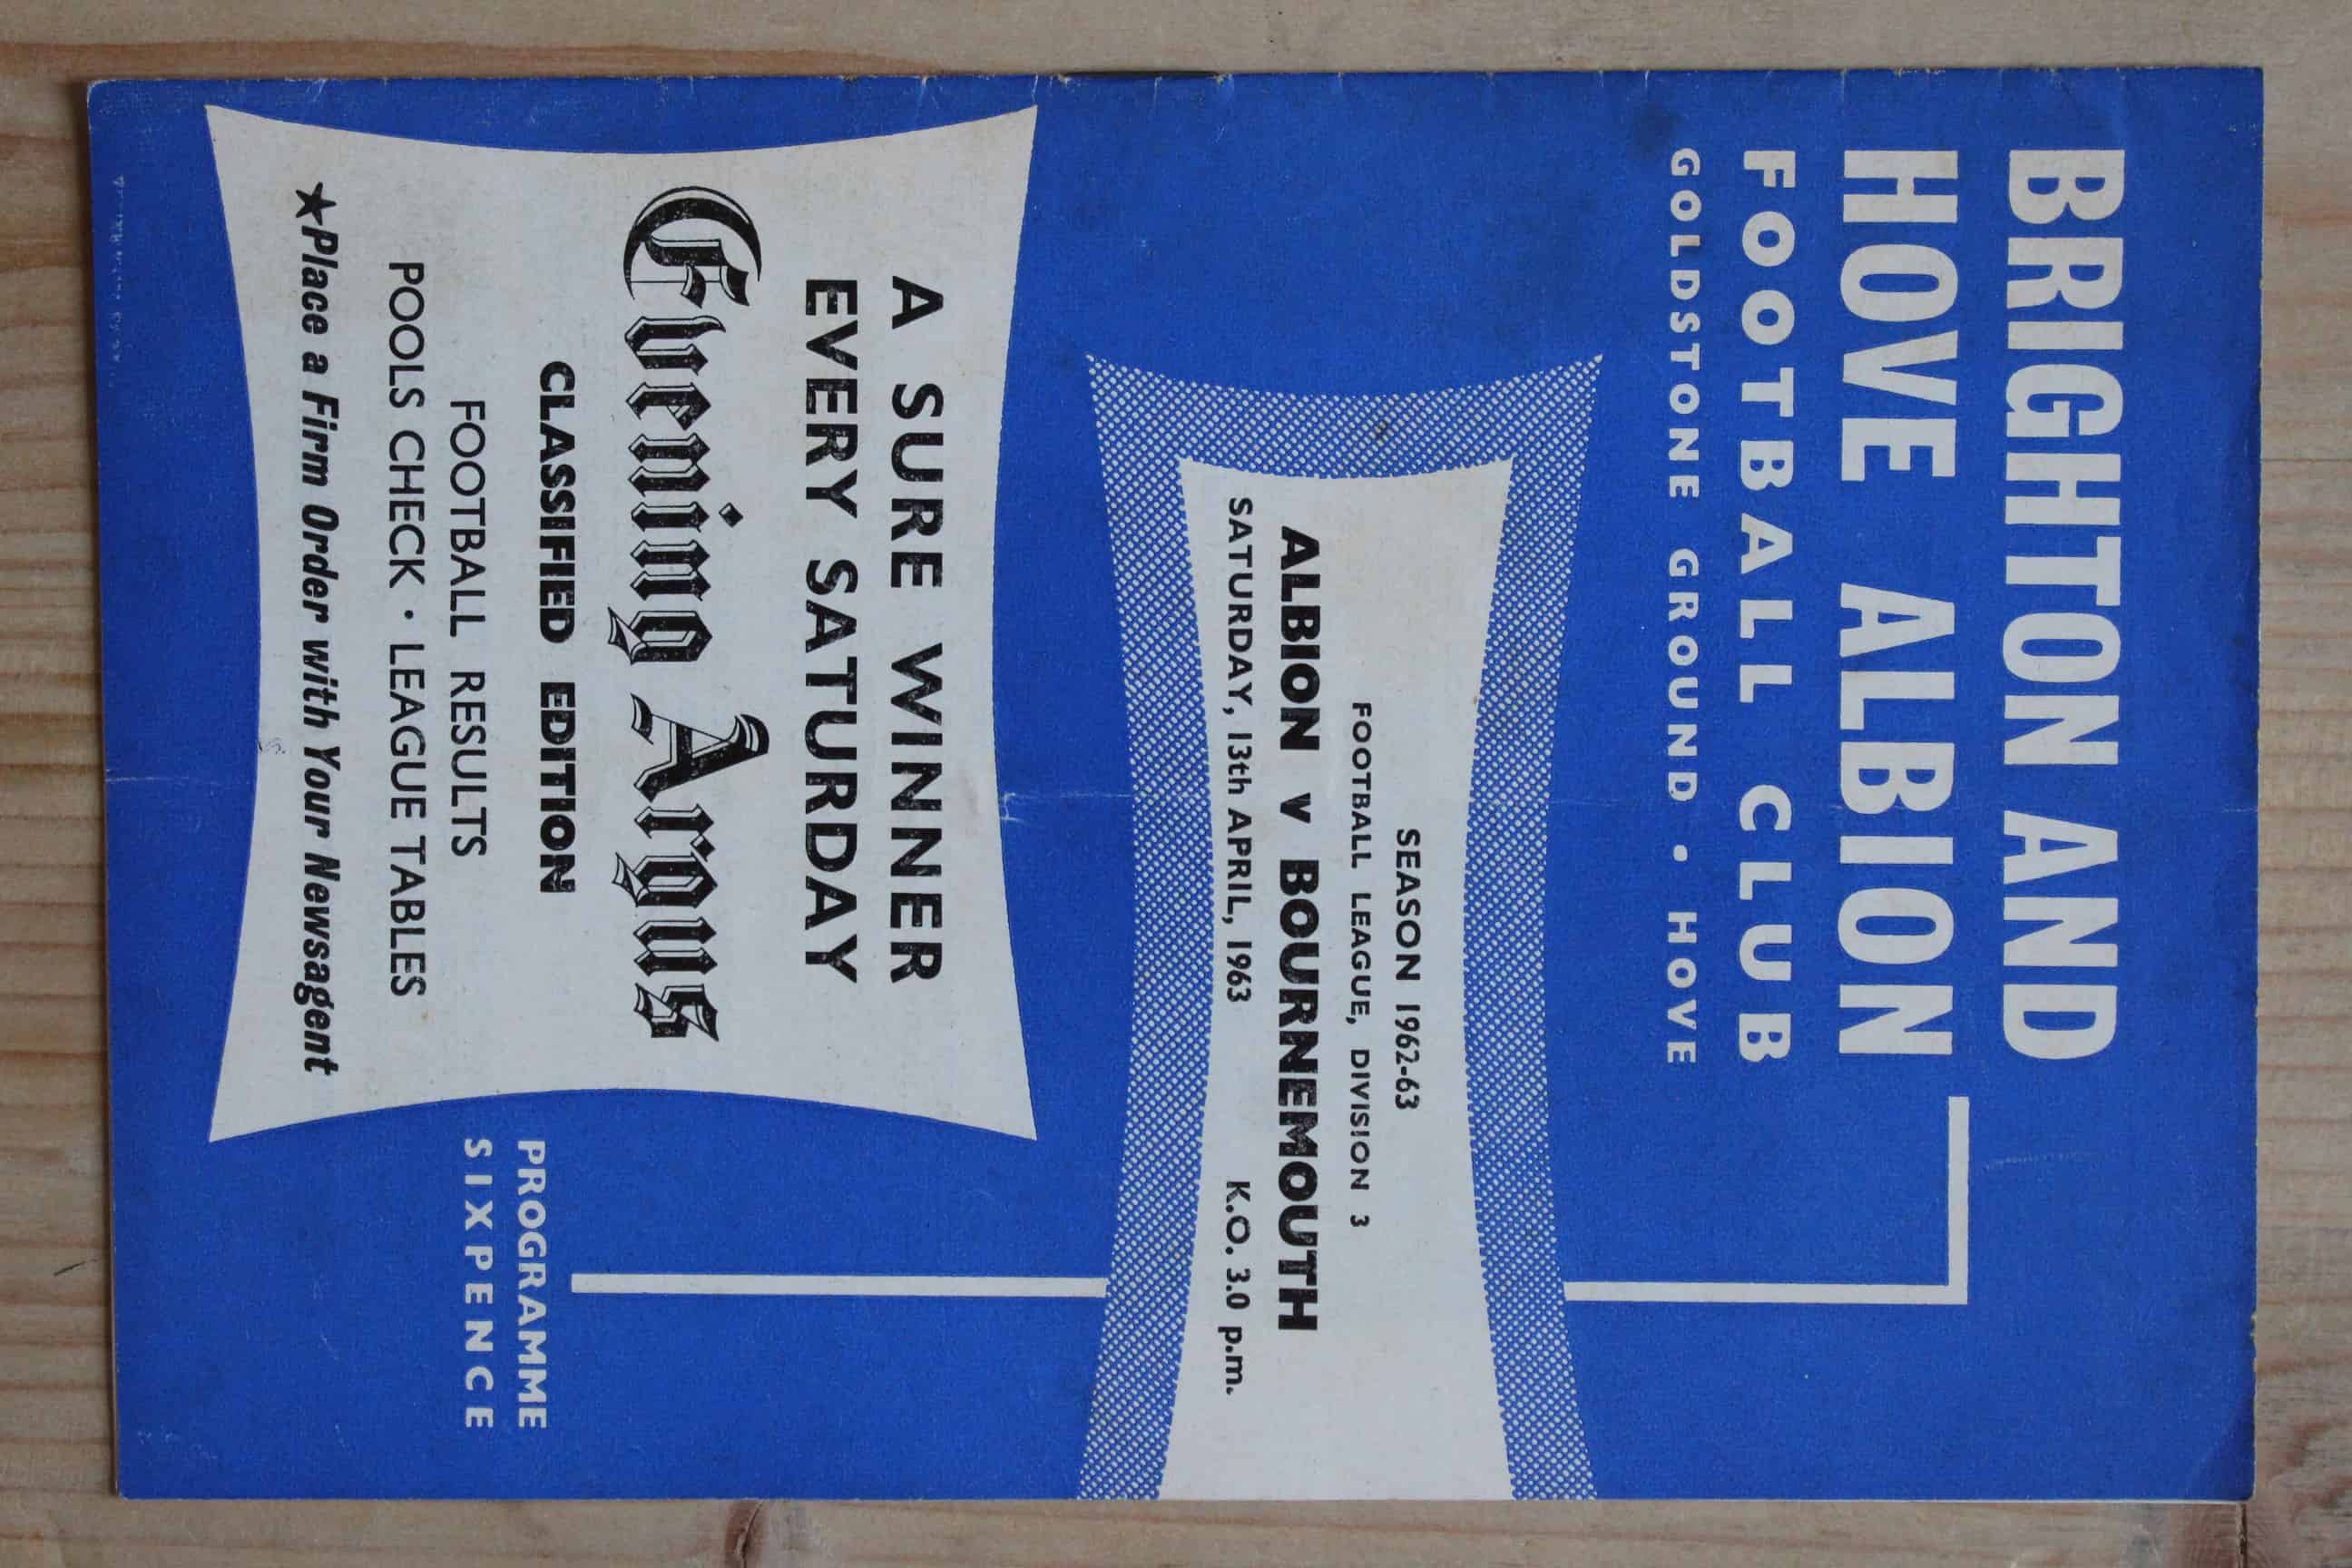 BRIGHTON AND
HOVE ALBION
FOOTBALL CLUB
GOLDSTONE GROUND • HOVE
SEASON 1962-63
FOOTBALL LEAGUE, DIVISION 3
ALBION v BOURNEMOUTH
SATURDAY, 13th APRIL, 1963 K.O. 3.0 p.m.
A SURE WINNER
EVERY SATURDAY
Evening Argus
CLASSIFIED EDITION
FOOTBALL RESULTS
POOLS CHECK · LEAGUE TABLES
★Place a Firm Order with Your Newsagent
PROGRAMME
SIXPENCE